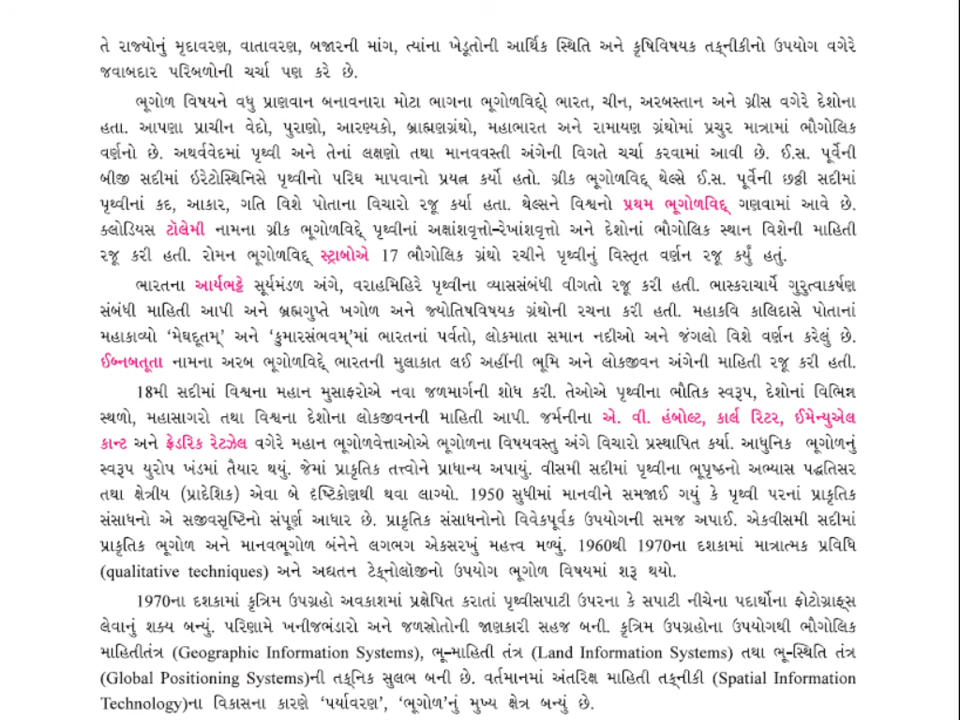 તે રાજ્યોનું મૃદાવરણ, વાતાવરણ, બજારની માંગ, ત્યાંના ખેડૂતોની આર્થિક સ્થિતિ અને કૃષિવિષયક તક્નીકીનો ઉપયોગ વગેરે
જવાબદાર પરિબળોની ચર્ચા પણ કરે છે.
ભૂગોળ વિષયને વધુ પ્રાણવાન બનાવનારા મોટા ભાગના ભૂગોળવિદ્દો ભારત, ચીન, અરબસ્તાન અને ગ્રીસ વગેરે દેશોના
હતા. આપણા પ્રાચીન વેદો, પુરાણો, આરણ્યકો, બ્રાહ્મણગ્રંથો, મહાભારત અને રામાયણ ગ્રંથોમાં પ્રચુર માત્રામાં ભૌગોલિક
વર્ણનો છે. અથર્વવેદમાં પૃથ્વી અને તેનાં લક્ષણો તથા માનવવસ્તી અંગેની વિગતે ચર્ચા કરવામાં આવી છે. ઈ.સ. પૂર્વેની
બીજી સદીમાં ઇરેટોસ્થિનિસે પૃથ્વીનો પરિઘ માપવાનો પ્રયત્ન કર્યો હતો. ગ્રીક ભૂગોળવિદ્ થેલ્સે ઈ.સ. પૂર્વેની છઠ્ઠી સદીમાં
પૃથ્વીનાં કદ, આકાર, ગતિ વિશે પોતાના વિચારો રજૂ કર્યા હતા. થેલ્સને વિશ્વનો પ્રથમ ભૂગોળવિદ્ ગણવામાં આવે છે.
ક્લોડિયસ ટૉલેમી નામના ગ્રીક ભૂગોળવિદ્દે પૃથ્વીનાં અક્ષાંશવૃત્તો-રેખાંશવૃત્તો અને દેશોનાં ભૌગોલિક સ્થાન વિશેની માહિતી
રજૂ કરી હતી. રોમન ભૂગોળવિદ્ સ્ટ્રાબોએ 17 ભૌગોલિક ગ્રંથો રચીને પૃથ્વીનું વિસ્તૃત વર્ણન રજૂ કર્યું હતું.
ભારતના આર્યભટ્ટે સૂર્યમંડળ અંગે, વરાહમિહિરે પૃથ્વીના વ્યાસસંબંધી વીગતો રજૂ કરી હતી. ભાસ્કરાચાર્યે ગુરુત્વાકર્ષણ
સંબંધી માહિતી આપી અને બ્રહ્મગુપ્તે ખગોળ અને જ્યોતિષવિષયક ગ્રંથોની રચના કરી હતી. મહાકવિ કાલિદાસે પોતાનાં
મહાકાવ્યો ‘મેઘદૂતમ્’ અને ‘કુમારસંભવમ્’માં ભારતનાં પર્વતો, લોકમાતા સમાન નદીઓ અને જંગલો વિશે વર્ણન કરેલું છે.
ઈબ્નબતૂતા નામના અરબ ભૂગોળવિદ્દે ભારતની મુલાકાત લઈ અહીંની ભૂમિ અને લોકજીવન અંગેની માહિતી રજૂ કરી હતી.
18મી સદીમાં વિશ્વના મહાન મુસાફરોએ નવા જળમાર્ગની શોધ કરી. તેઓએ પૃથ્વીના ભૌતિક સ્વરૂપ, દેશોનાં વિભિન્ન
સ્થળો, મહાસાગરો તથા વિશ્વના દેશોના લોકજીવનની માહિતી આપી. જર્મનીના એ. વી. હંબોલ્ટ, કાર્લ રિટર, ઈમેન્યુએલ
કાન્ટ અને ફ્રેડરિક રેટઝેલ વગેરે મહાન ભૂગોળવેત્તાઓએ ભૂગોળના વિષયવસ્તુ અંગે વિચારો પ્રસ્થાપિત કર્યા. આધુનિક ભૂગોળનું
સ્વરૂપ યુરોપ ખંડમાં તૈયાર થયું. જેમાં પ્રાકૃતિક તત્ત્વોને પ્રાધાન્ય અપાયું. વીસમી સદીમાં પૃથ્વીના ભૂપૃષ્ઠનો અભ્યાસ પદ્ધતિસર
તથા ક્ષેત્રીય (પ્રાદેશિક) એવા બે દૃષ્ટિકોણથી થવા લાગ્યો. 1950 સુધીમાં માનવીને સમજાઈ ગયું કે પૃથ્વી પરનાં પ્રાકૃતિક
સંસાધનો એ સજીવસૃષ્ટિનો સંપૂર્ણ આધાર છે. પ્રાકૃતિક સંસાધનોનો વિવેકપૂર્વક ઉપયોગની સમજ અપાઈ. એકવીસમી સદીમાં
પ્રાકૃતિક ભૂગોળ અને માનવભૂગોળ બંનેને લગભગ એકસરખું મહત્ત્વ મળ્યું. 1960થી 1970ના દશકામાં માત્રાત્મક પ્રવિધિ
(qualitative techniques) અને અદ્યતન ટેક્નોલૉજીનો ઉપયોગ ભૂગોળ વિષયમાં શરૂ થયો.
1970ના દશકામાં કૃત્રિમ ઉપગ્રહો અવકાશમાં પ્રક્ષેપિત કરાતાં પૃથ્વીસપાટી ઉપરના કે સપાટી નીચેના પદાર્થોના ફોટોગ્રાફ્સ
લેવાનું શક્ય બન્યું. પરિણામે ખનીજભંડારો અને જળસ્રોતોની જાણકારી સહજ બની. કૃત્રિમ ઉપગ્રહોના ઉપયોગથી ભૌગોલિક
માહિતીતંત્ર (Geographic Information Systems), ભૂ-માહિતી તંત્ર (Land Information Systems) તથા ભૂ-સ્થિતિ તંત્ર
(Global Positioning Systems)ની તક્નિક સુલભ બની છે. વર્તમાનમાં અંતરિક્ષ માહિતી તક્નીકી (Spatial Information
Technology)ના વિકાસના કારણે ‘પર્યાવરણ’, ‘ભૂગોળ’નું મુખ્ય ક્ષેત્ર બન્યું છે.